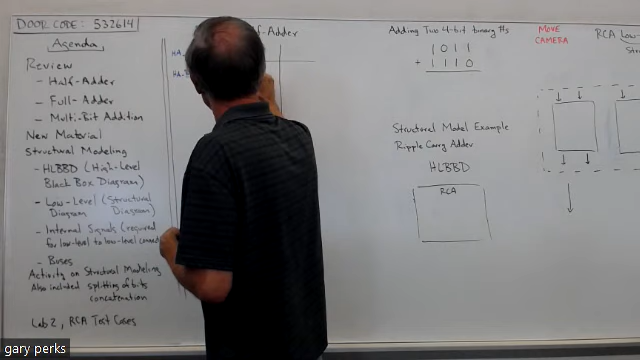 DOOR CODE: 532614
Agenda
Review
- Half-Adder
- Full-Adder
- Multi-Bit Addition
New Material
Structural Modeling
- HLBBD (High-Level
Black Box Diagram)
- Low-Level (Structural
Diagram Diagram)
- Internal Signals (required
for low-level to low-level connect
- Buses
Activity on Structural Modeling
Also included splitting of bits
concatenation
Lab 2, RCA Test Cases
HA-
HA-B
f-Adder
Adding Two 4-bit binary #s
1011
+ 1110
Structural Model Example
Ripple Carry Adder
HLBBD
RCA
MOVE
CAMERA
RCA Low-
Str
gary perks